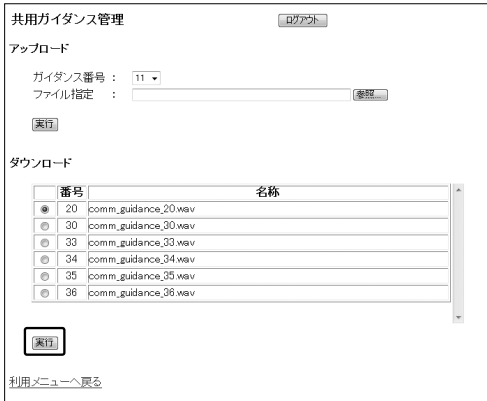 共用ガイダンス管理 ログアウト
アップロード
ガイダンス番号 : 11
ファイル指定 : 参照...
実行
ダウンロード
番号 名称
20 comm_guidance_20.wav
30 comm_guidance_30.wav
33 comm_guidance_33.wav
34 comm_guidance_34.wav
35 comm_guidance_35.wav
36 comm_guidance_36.wav
実行
利用メニューへ戻る